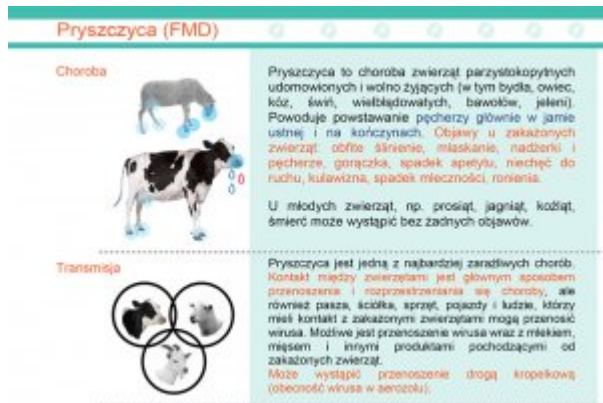 Pryszczyca (FMD)
Choroba
Pryszczyca to choroba zwierząt parzystokopytnych
udomowionych i wolno żyjących (w tym bydła, owiec,
kóz, świń, wielbłądowatych, bawołów, jeleni).
Powoduje powstawanie pęcherzy głównie w jamie
ustnej i na kończynach. Objawy u zakażonych
zwierząt: obfite ślinienie, mlaskanie, nadżerki i
pęcherze, gorączka, spadek apetytu, niechęć do
ruchu, kulawizna, spadek mleczności, ronienia.
U młodych zwierząt, np. prosiąt, jagniąt, koźląt,
śmierć może wystąpić bez żadnych objawów.
Transmisja
Pryszczyca jest jedną z najbardziej zaraźliwych chorób.
Kontakt między zwierzętami jest głównym sposobem
przenoszenia i rozprzestrzeniania się choroby, ale
również pasza, ściółka, sprzęt, pojazdy i ludzie, którzy
mieli kontakt z zakażonymi zwierzętami mogą przenosić
wirusa. Możliwe jest przenoszenie wirusa wraz z mlekiem,
mięsem i innymi produktami pochodzącymi od
zakażonych zwierząt.
Może wystąpić przenoszenie drogą kropelkową
(obecność wirusa w aerozolu).